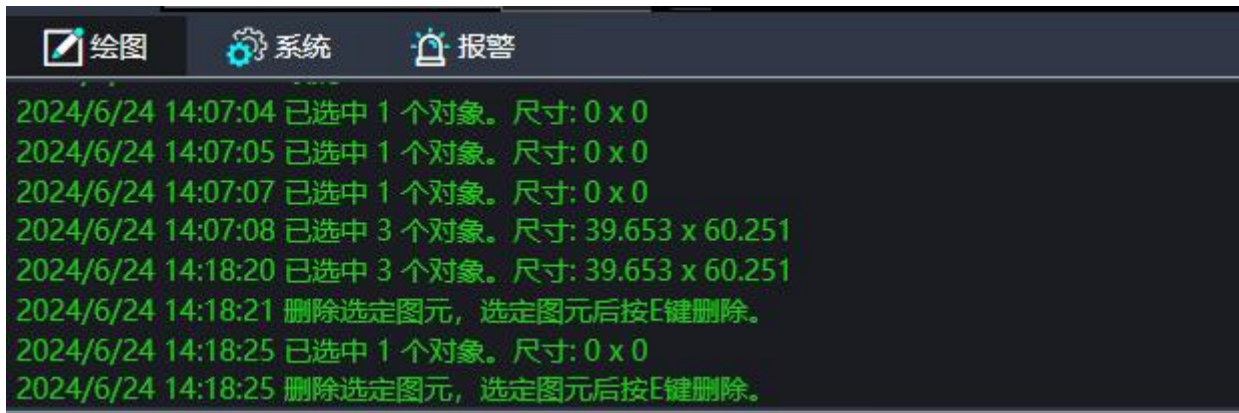 绘图 系统 报警
2024/6/24 14:07:04 已选中 1 个对象。尺寸: 0 x 0
2024/6/24 14:07:05 已选中 1 个对象。尺寸: 0 x 0
2024/6/24 14:07:07 已选中 1 个对象。尺寸: 0 x 0
2024/6/24 14:07:08 已选中 3 个对象。尺寸: 39.653 x 60.251
2024/6/24 14:18:20 已选中 3 个对象。尺寸: 39.653 x 60.251
2024/6/24 14:18:21 删除选定图元，选定图元后按E键删除。
2024/6/24 14:18:25 已选中 1 个对象。尺寸: 0 x 0
2024/6/24 14:18:25 删除选定图元，选定图元后按E键删除。